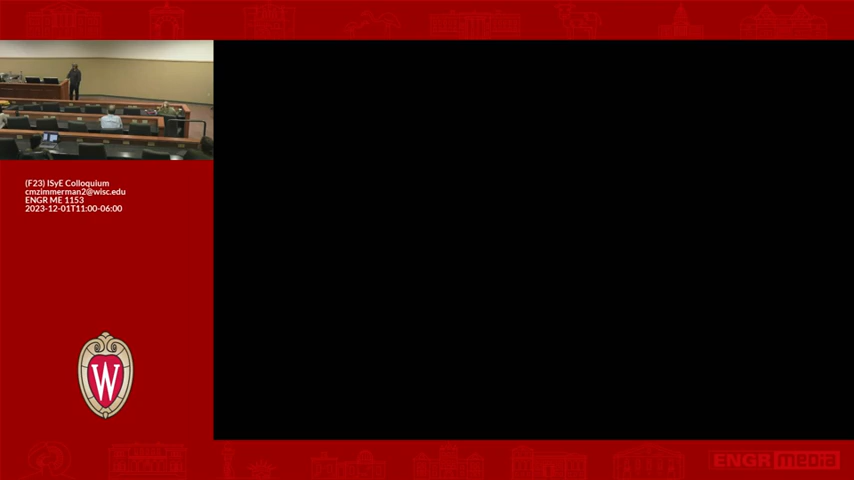 (F23) ISyE Colloquium
cmzimmerman2@wisc.edu
ENGR ME 1153
2023-12-01T11:00-06:00
W
ENGR media